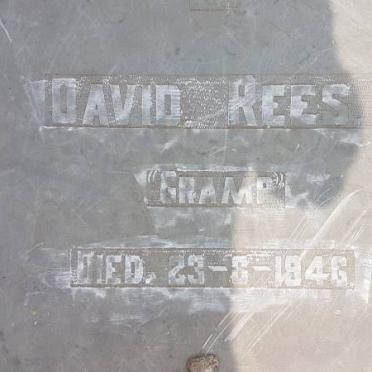 DAVID REES.
"GRAMP"
DIED. 23-8-1946